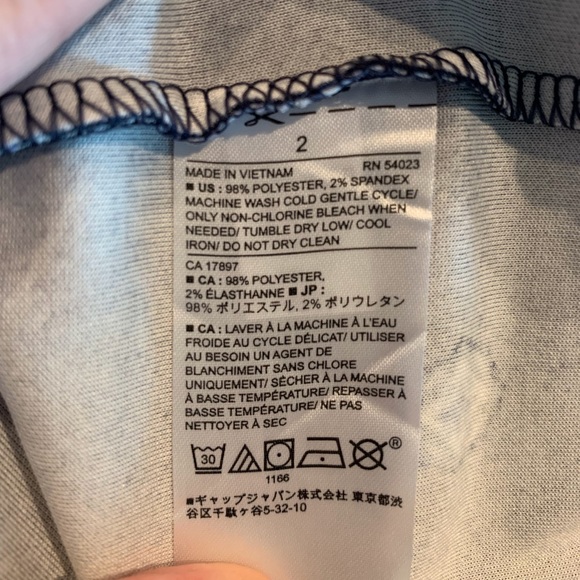 2
MADE IN VIETNAM RN 54023
■ US : 98% POLYESTER, 2% SPANDEX
MACHINE WASH COLD GENTLE CYCLE/
ONLY NON-CHLORINE BLEACH WHEN
NEEDED/ TUMBLE DRY LOW/ COOL
IRON/ DO NOT DRY CLEAN
CA 17897
■ CA : 98% POLYESTER,
2% ÉLASTHANNE ■ JP :
98% ポリエステル, 2% ポリウレタン
■ CA : LAVER À LA MACHINE À L'EAU
FROIDE AU CYCLE DÉLICAT/ UTILISER
AU BESOIN UN AGENT DE
BLANCHIMENT SANS CHLORE
UNIQUEMENT/ SÉCHER À LA MACHINE
À BASSE TEMPÉRATURE/ REPASSER À
BASSE TEMPÉRATURE/ NE PAS
NETTOYER À SEC
30 ®
1166
■ギャップジャパン株式会社 東京都渋
谷区千駄ヶ谷5-32-10